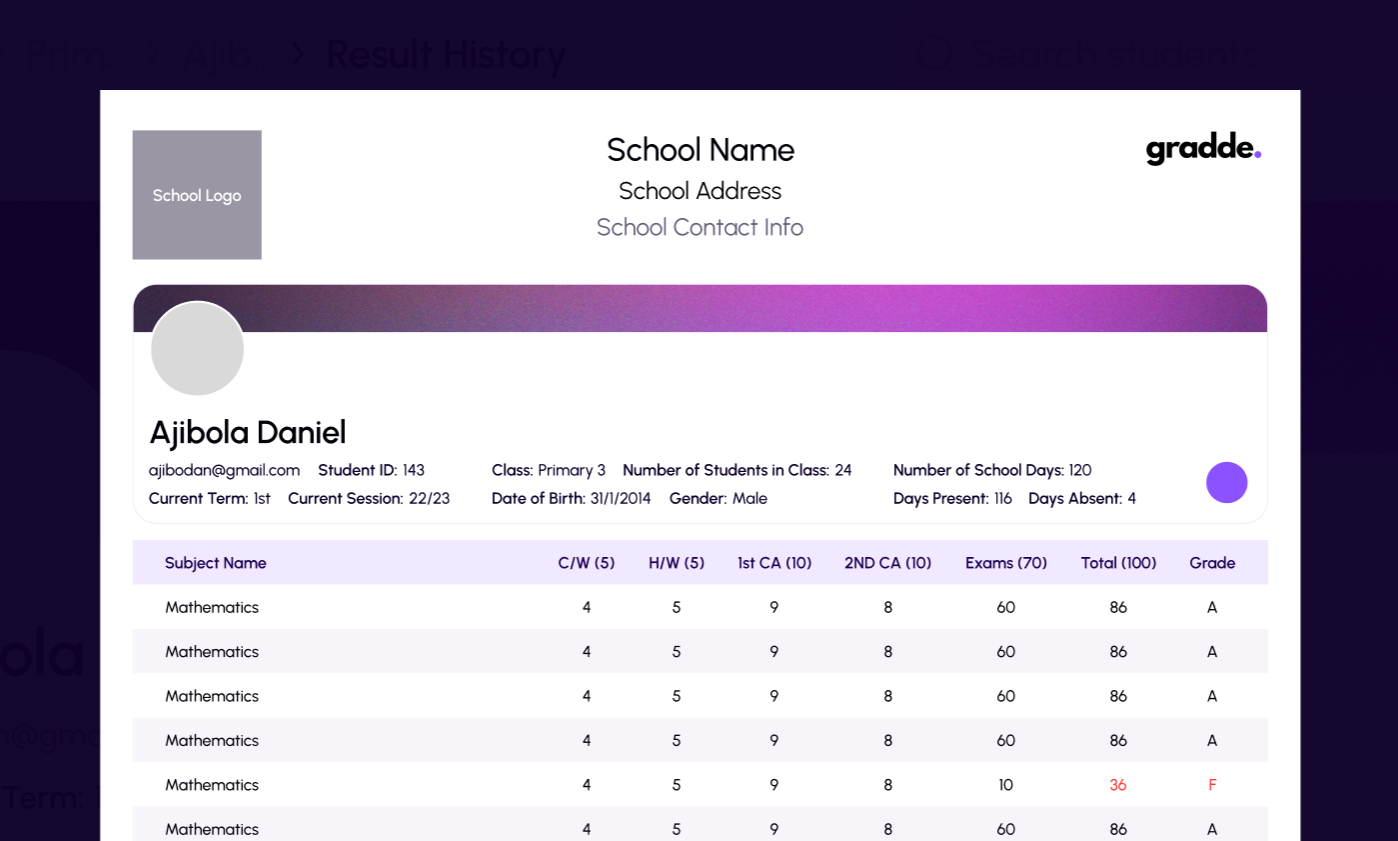 Prim... > Ajib... > Result History
Search students
School Logo
School Name
School Address
School Contact Info
gradde.
Ajibola Daniel
ajibodan@gmail.com Student ID: 143
Current Term: 1st Current Session: 22/23
Class: Primary 3 Number of Students in Class: 24
Date of Birth: 31/1/2014 Gender: Male
Number of School Days: 120
Days Present: 116 Days Absent: 4
Subject Name C/W (5) H/W (5) 1st CA (10) 2ND CA (10) Exams (70) Total (100) Grade
Mathematics 4 5 9 8 60 86 A
Mathematics 4 5 9 8 60 86 A
Mathematics 4 5 9 8 60 86 A
Mathematics 4 5 9 8 60 86 A
Mathematics 4 5 9 8 10 36 F
Mathematics 4 5 9 8 60 86 A
ola
n@gma
Term: